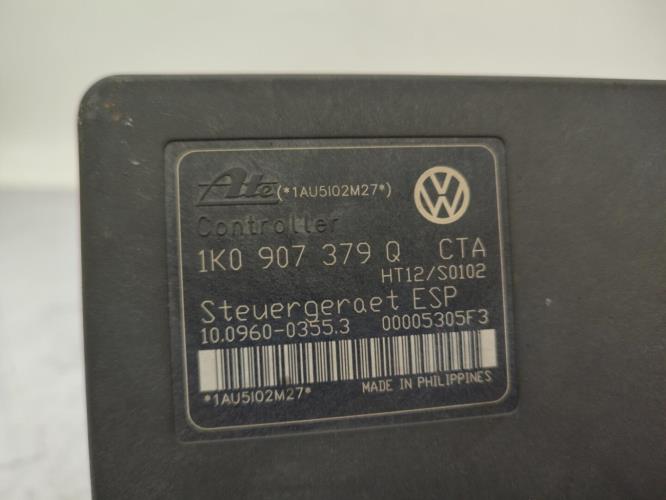 Ate (*1AU5I02M27*)
Controller
1K0 907 379 Q CTA
HT12/S0102
Steuergeraet ESP
10.0960-0355.3 00005305F3
*1AU5I02M27*
MADE IN PHILIPPINES